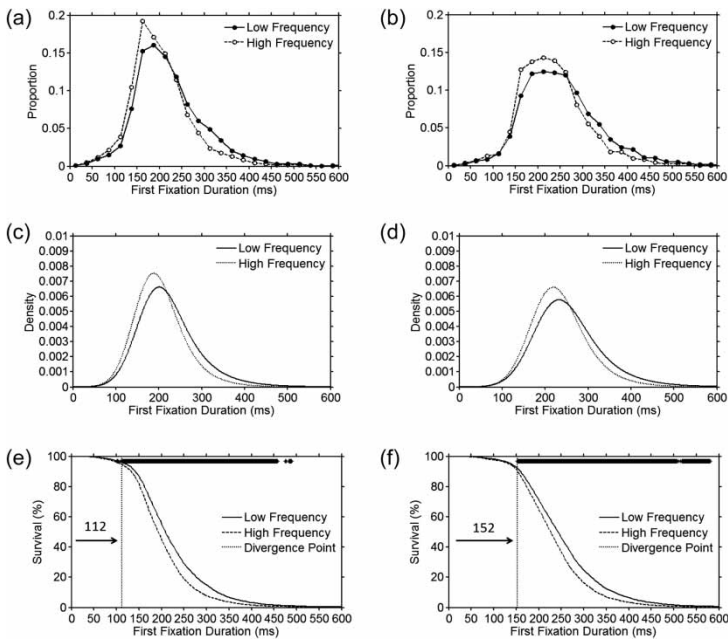 (a)
0.2
0.15
0.1
0.05
0
Proportion
Low Frequency
High Frequency
0 50 100 150 200 250 300 350 400 450 500 550 600
First Fixation Duration (ms)
(b)
0.2
0.15
0.1
0.05
0
Proportion
Low Frequency
High Frequency
0 50 100 150 200 250 300 350 400 450 500 550 600
First Fixation Duration (ms)
(c)
0.01
0.009
0.008
0.007
0.006
0.005
0.004
0.003
0.002
0.001
0
Density
Low Frequency
High Frequency
0 100 200 300 400 500 600
First Fixation Duration (ms)
(d)
0.01
0.009
0.008
0.007
0.006
0.005
0.004
0.003
0.002
0.001
0
Density
Low Frequency
High Frequency
0 100 200 300 400 500 600
First Fixation Duration (ms)
(e)
100
80
60
40
20
0
Survival (%)
112
Low Frequency
High Frequency
Divergence Point
0 50 100 150 200 250 300 350 400 450 500 550 600
First Fixation Duration (ms)
(f)
100
80
60
40
20
0
Survival (%)
152
Low Frequency
High Frequency
Divergence Point
0 50 100 150 200 250 300 350 400 450 500 550 600
First Fixation Duration (ms)